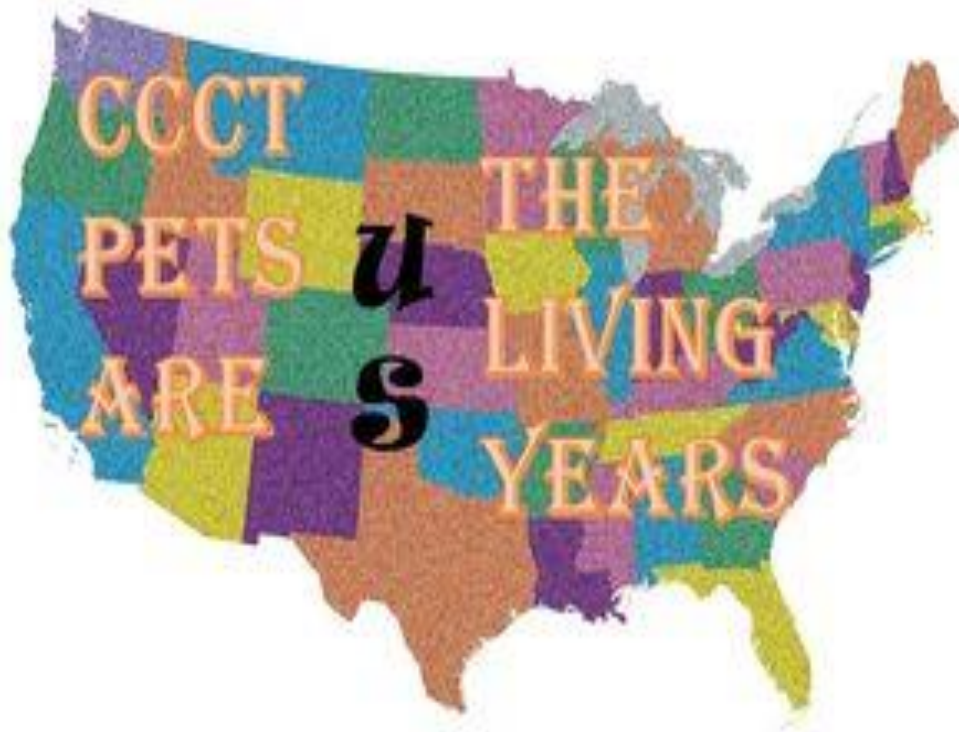 CCCT
PETS
ARE
u
s
THE
LIVING
YEARS